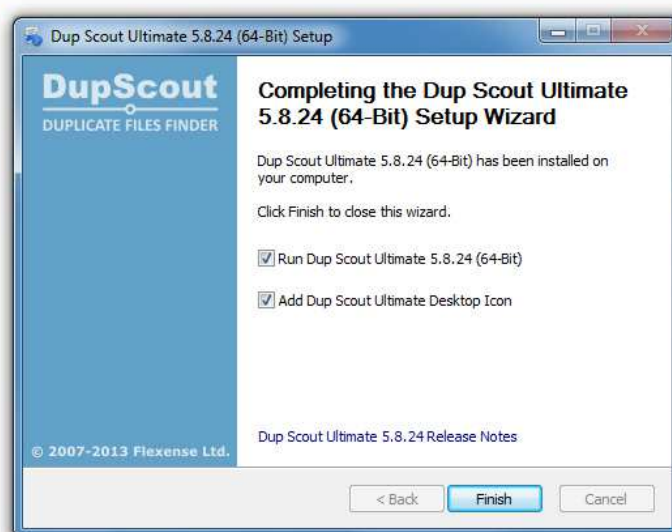 Dup Scout Ultimate 5.8.24 (64-Bit) Setup
DupScout
DUPLICATE FILES FINDER
Completing the Dup Scout Ultimate
5.8.24 (64-Bit) Setup Wizard
Dup Scout Ultimate 5.8.24 (64-Bit) has been installed on
your computer.
Click Finish to close this wizard.
Run Dup Scout Ultimate 5.8.24 (64-Bit)
Add Dup Scout Ultimate Desktop Icon
Dup Scout Ultimate 5.8.24 Release Notes
© 2007-2013 Flexense Ltd.
< Back
Finish
Cancel